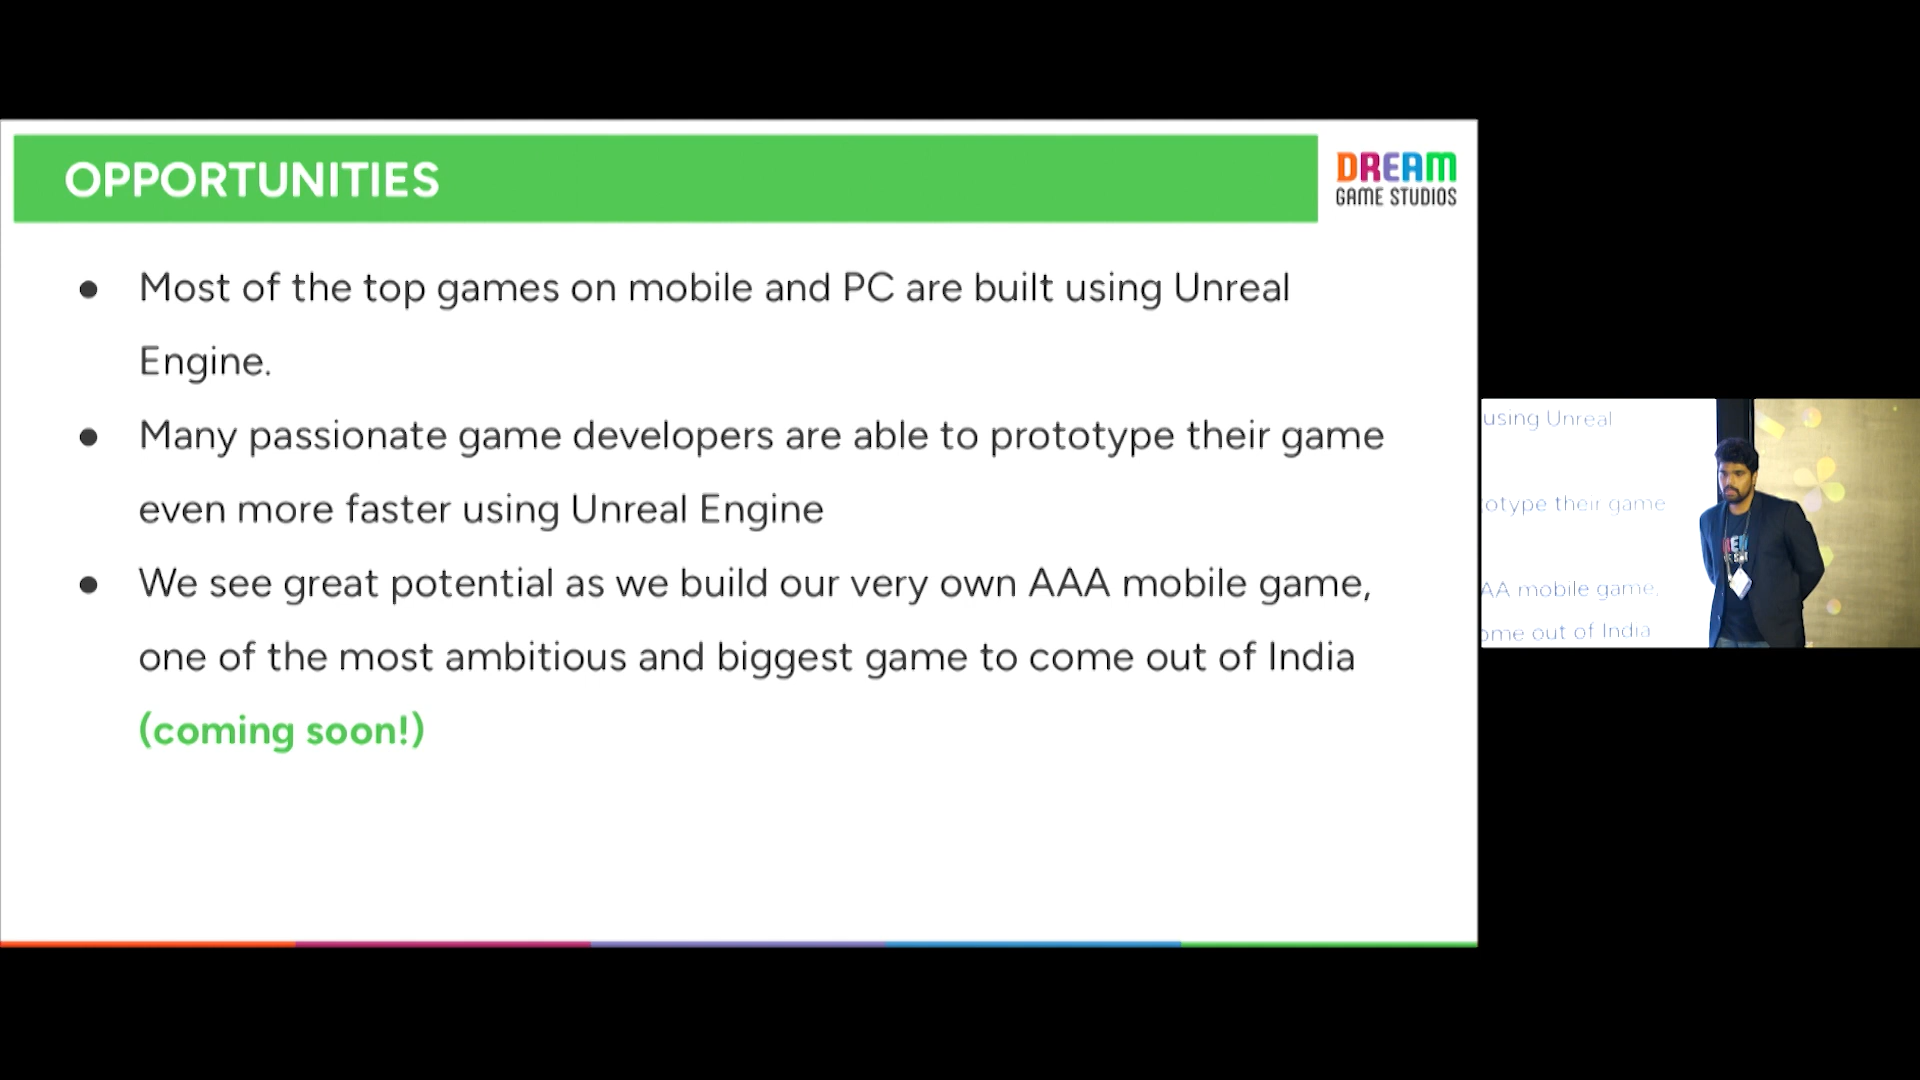 OPPORTUNITIES
DREAM
GAME STUDIOS
● Most of the top games on mobile and PC are built using Unreal
Engine.
● Many passionate game developers are able to prototype their game
even more faster using Unreal Engine
● We see great potential as we build our very own AAA mobile game,
one of the most ambitious and biggest game to come out of India
(coming soon!)
using Unreal
otype their game
AA mobile game,
ome out of India